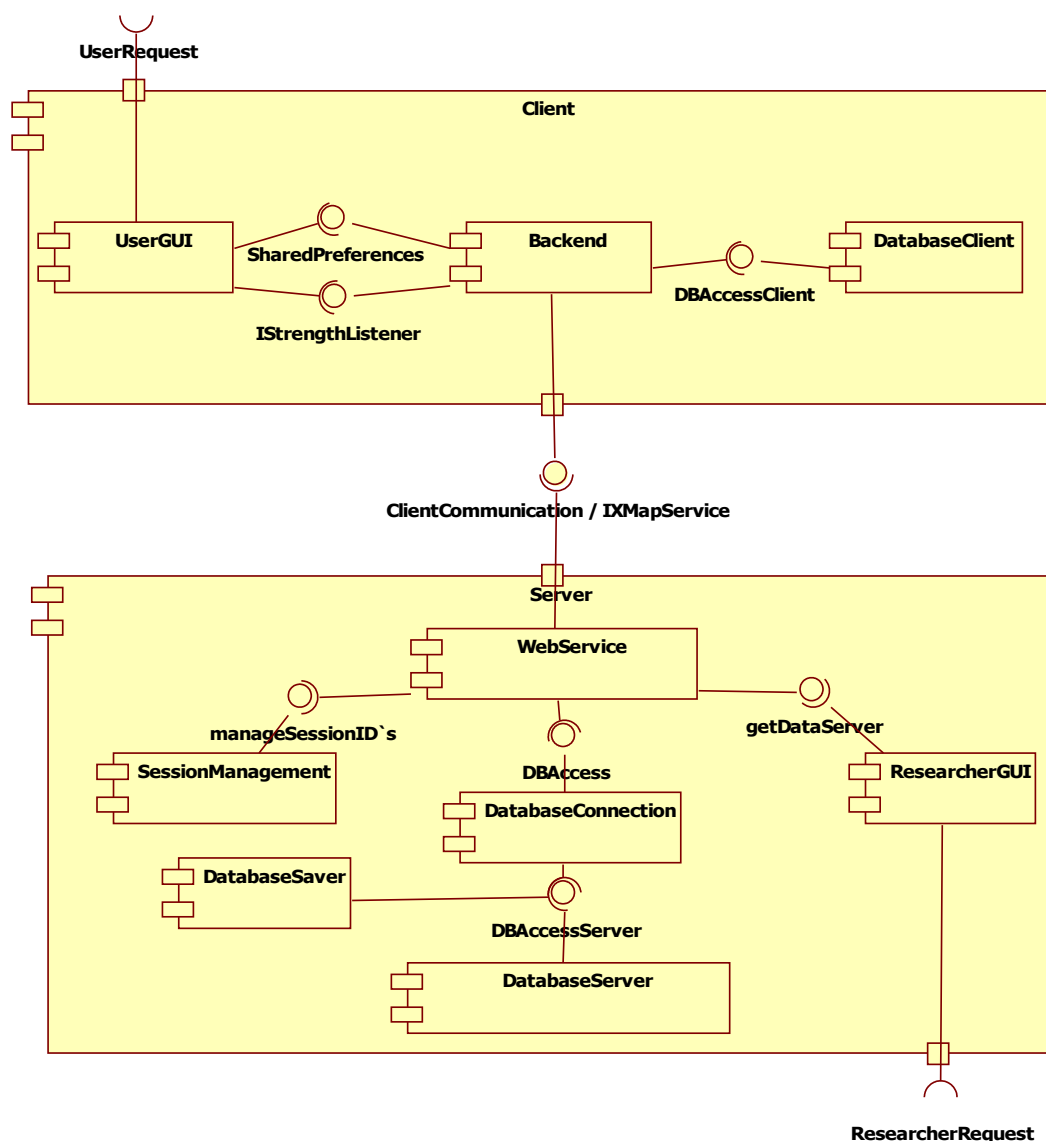 UserRequest
Client
UserGUI
Backend
DatabaseClient
SharedPreferences
DBAccessClient
IStrengthListener
ClientCommunication / IXMapService
Server
WebService
manageSessionID`s
getDataServer
DBAccess
SessionManagement
ResearcherGUI
DatabaseConnection
DatabaseSaver
DBAccessServer
DatabaseServer
ResearcherRequest